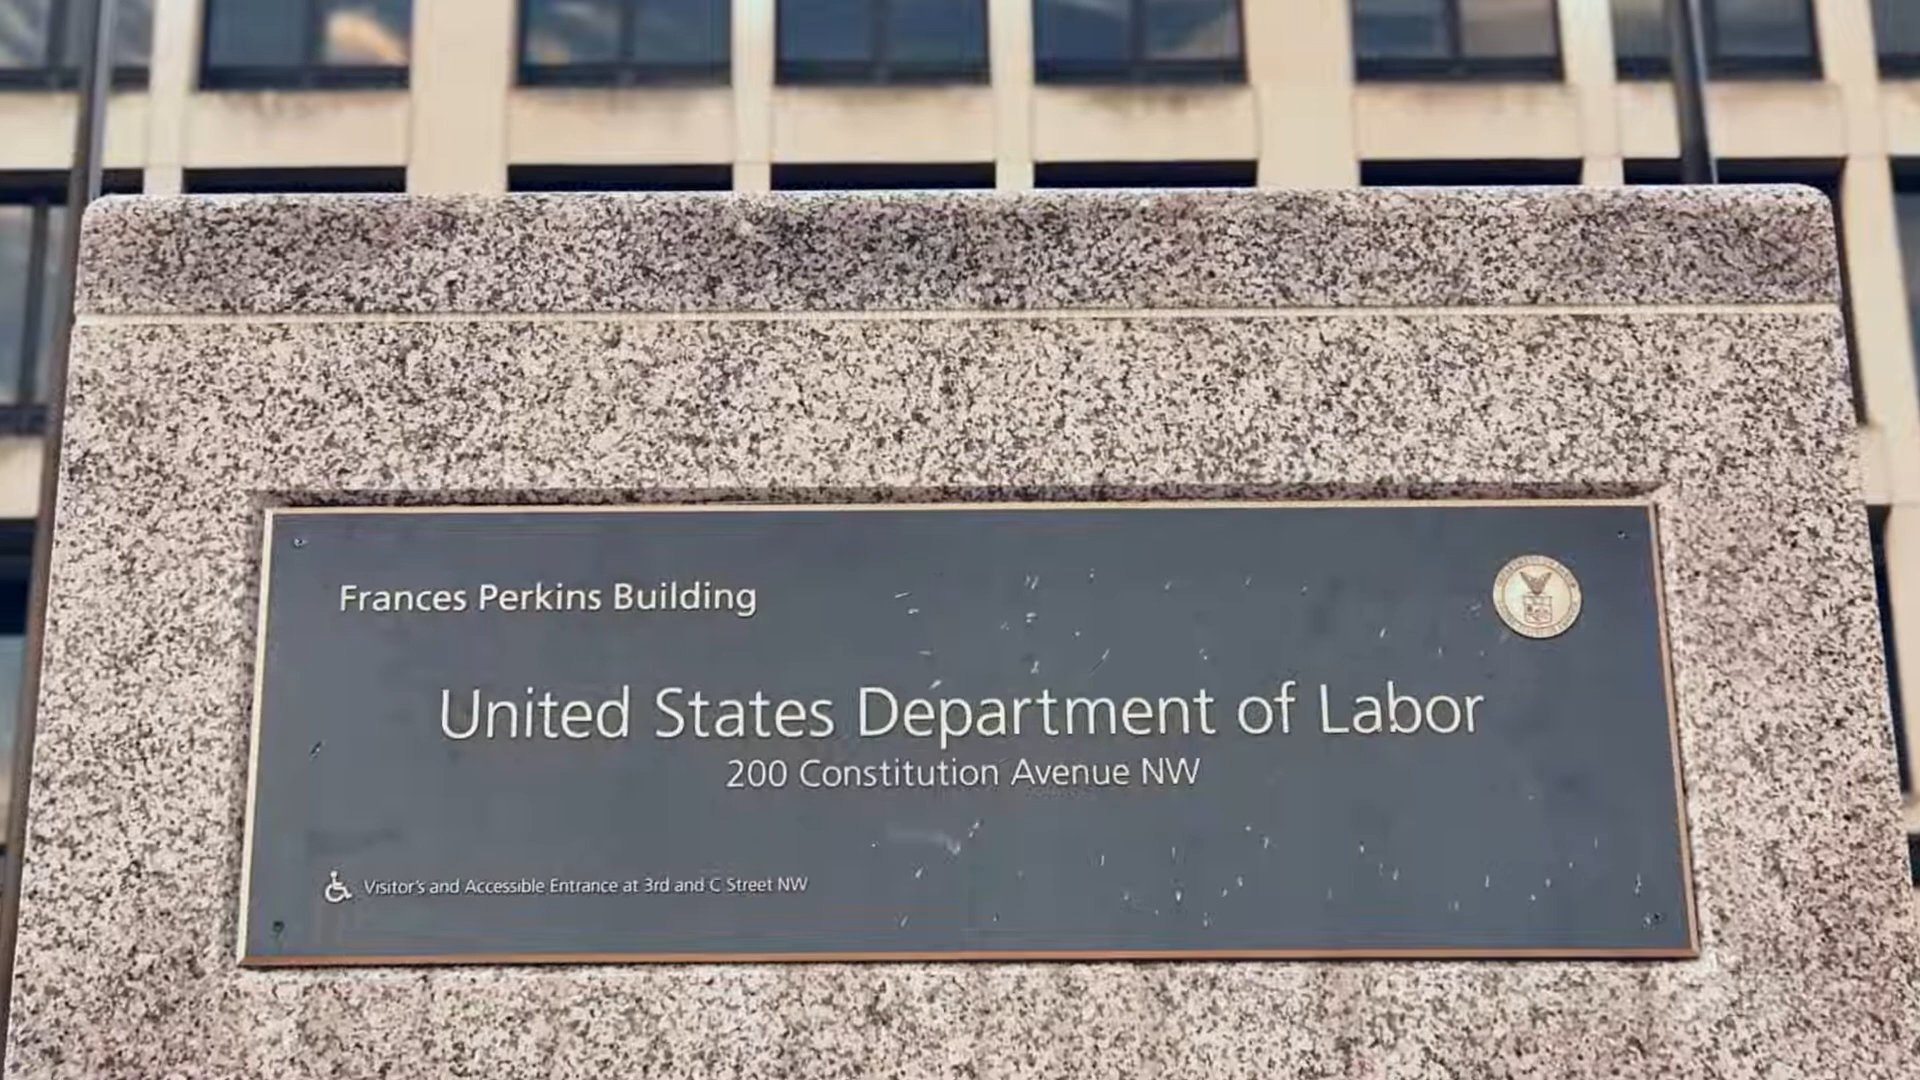 Frances Perkins Building
United States Department of Labor
200 Constitution Avenue NW
Visitor's and Accessible Entrance at 3rd and C Street NW